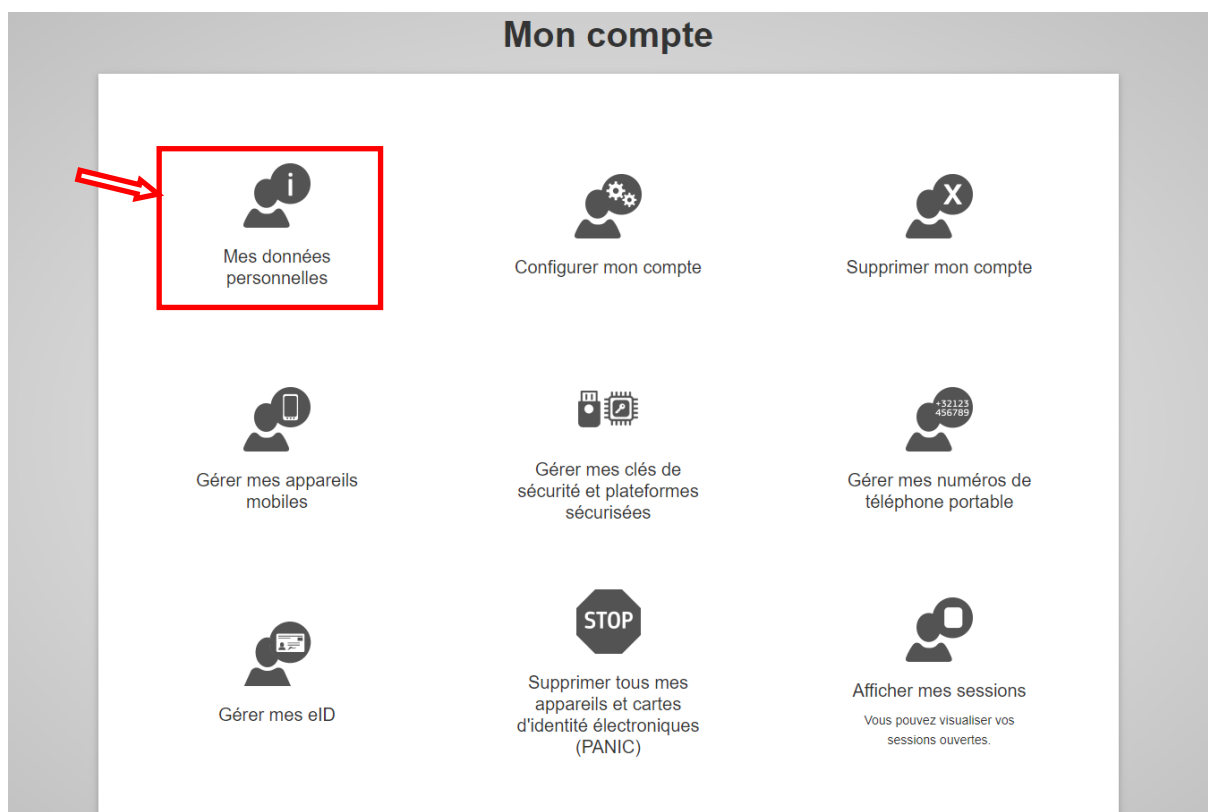 Mon compte
i
X
Mes données
personnelles
Configurer mon compte
Supprimer mon compte
+32123
456789
Gérer mes appareils
mobiles
Gérer mes clés de
sécurité et plateformes
sécurisées
Gérer mes numéros de
téléphone portable
STOP
Gérer mes eID
Supprimer tous mes
appareils et cartes
d'identité électroniques
(PANIC)
Afficher mes sessions
Vous pouvez visualiser vos
sessions ouvertes.